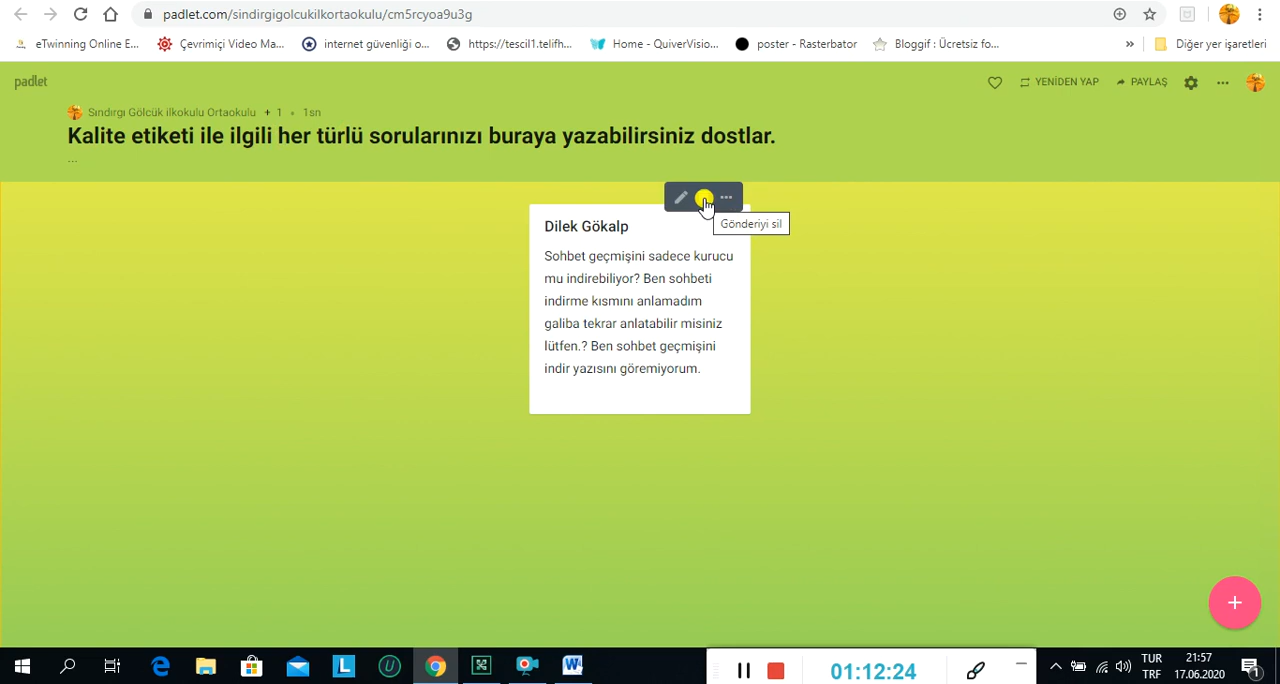 padlet.com/sindirgigolcukilkortaokulu/cm5rcyoa9u3g
eTwinning Online E...
Çevrimiçi Video Ma...
internet güvenliği o...
https://tescil1.telifh...
Home - QuiverVisio...
poster - Rasterbator
Bloggif : Ücretsiz fo...
»
Diğer yer işaretleri
padlet
YENİDEN YAP
PAYLAŞ
Sındırgı Gölcük ilkokulu Ortaokulu + 1 • 1sn
Kalite etiketi ile ilgili her türlü sorularınızı buraya yazabilirsiniz dostlar.
...
Gönderiyi sil
Dilek Gökalp
Sohbet geçmişini sadece kurucu
mu indirebiliyor? Ben sohbeti
indirme kısmını anlamadım
galiba tekrar anlatabilir misiniz
lütfen.? Ben sohbet geçmişini
indir yazısını göremiyorum.
01:12:24
TUR
TRF
21:57
17.06.2020
1